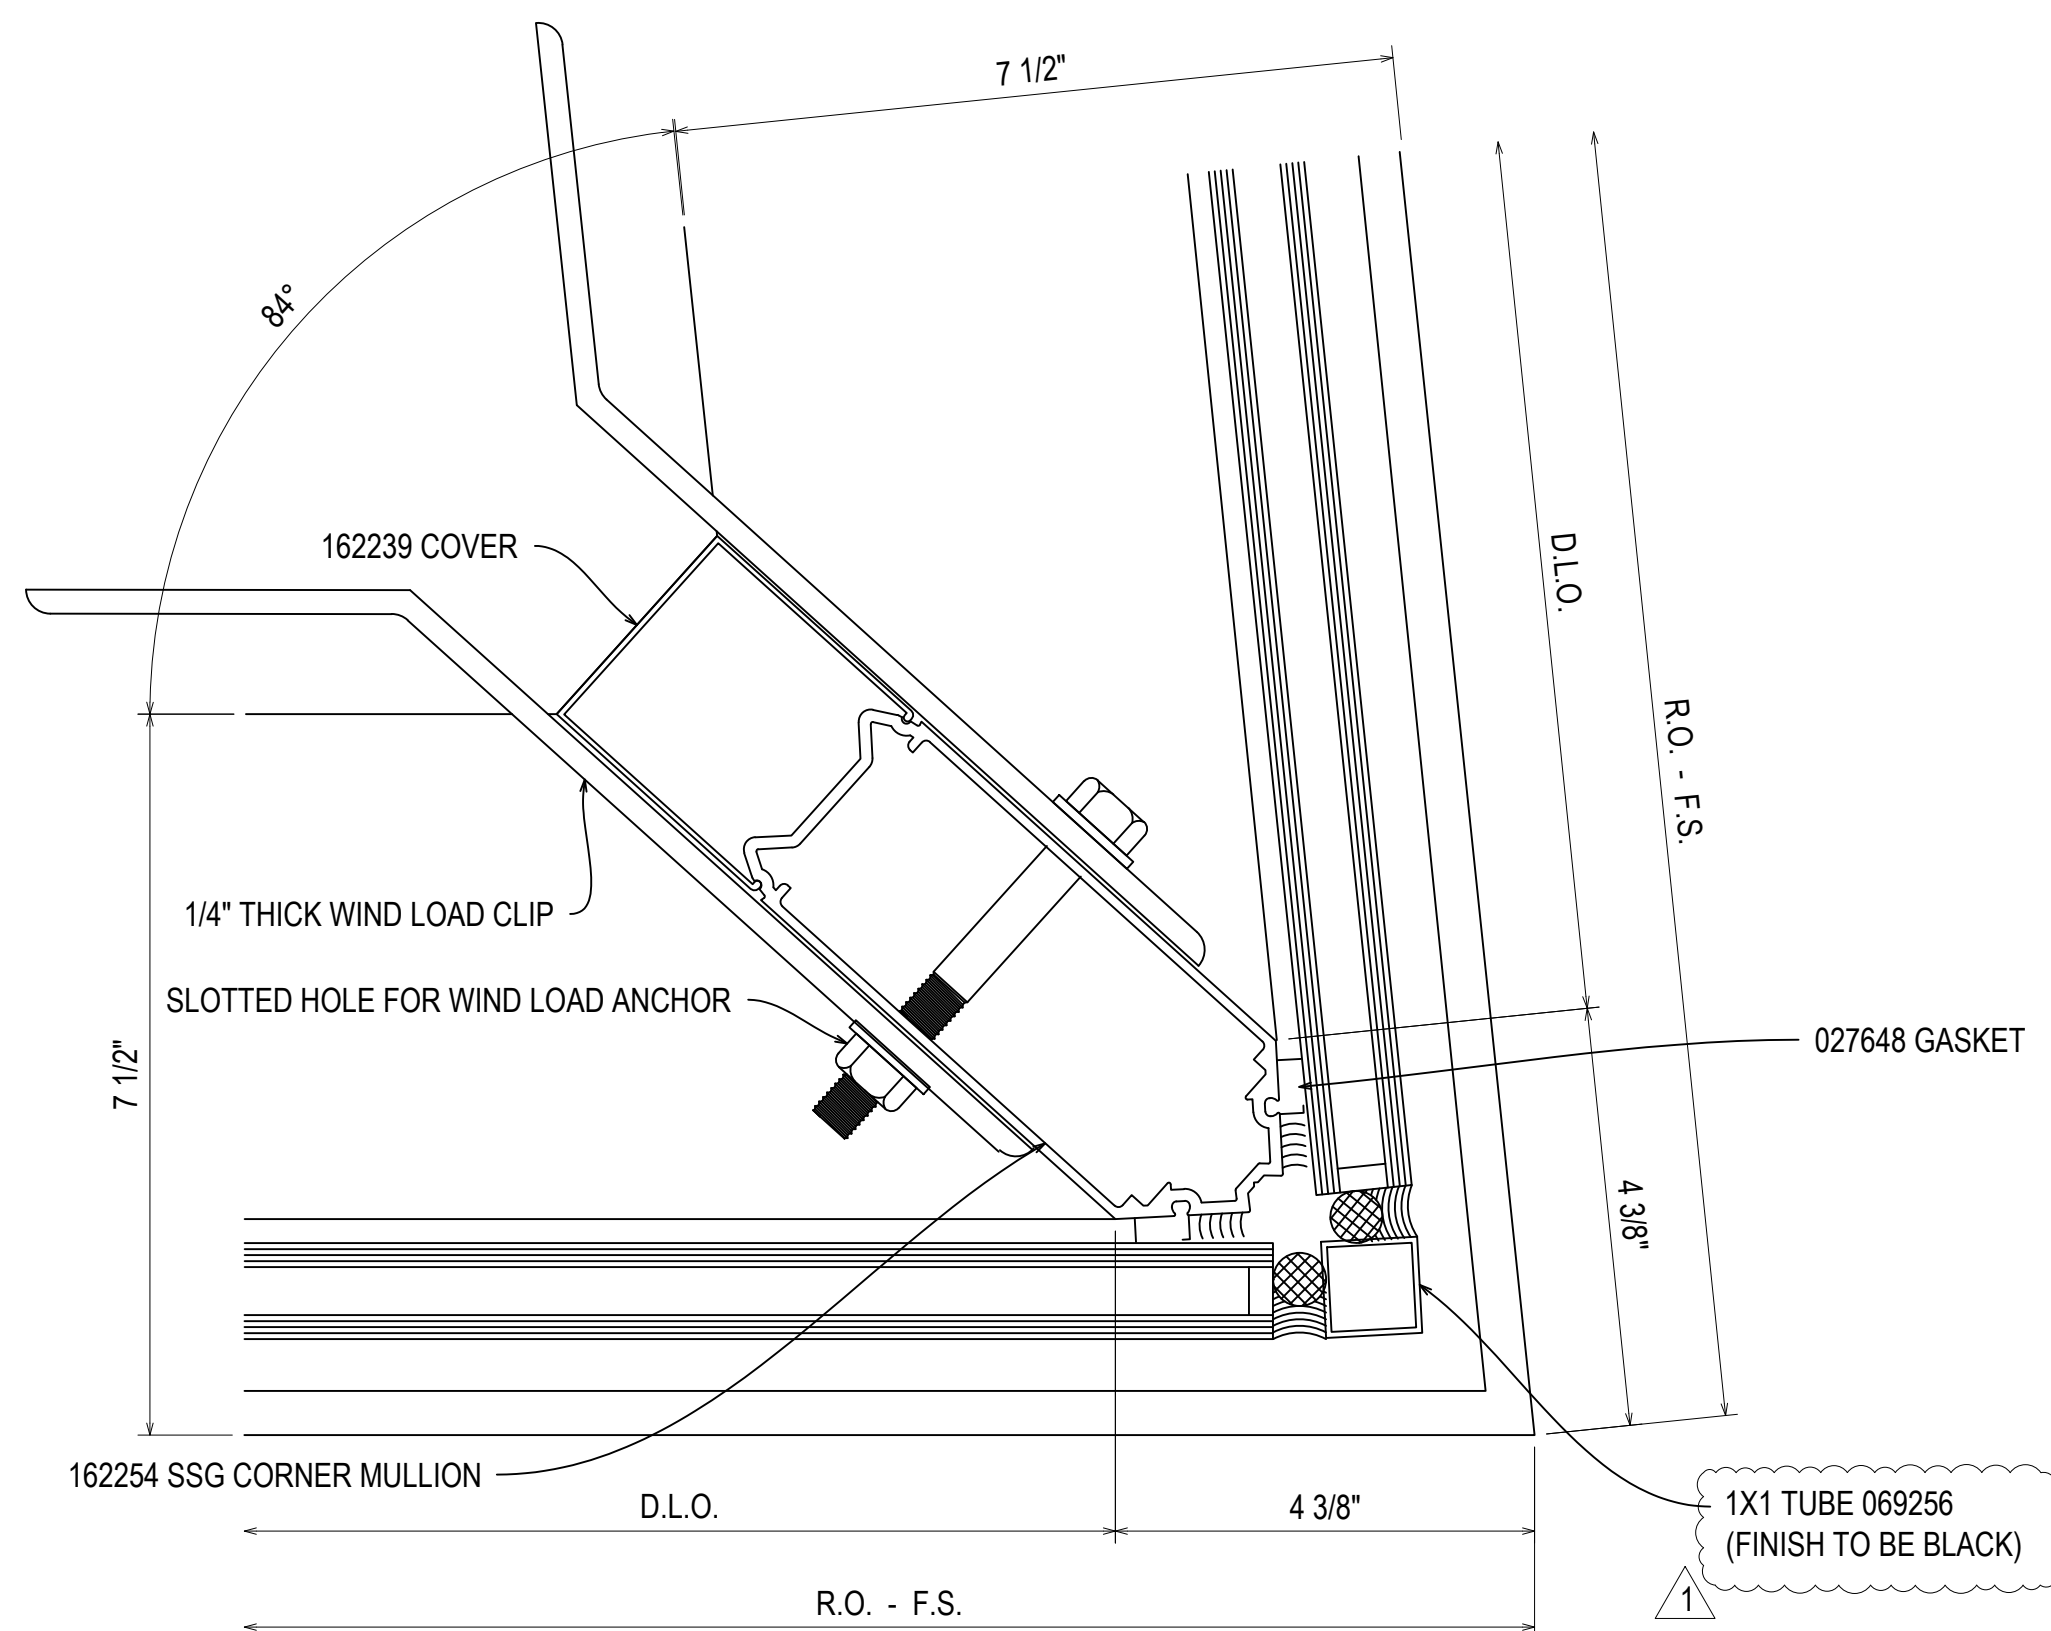 7 1/2"
84°
162239 COVER
D.L.O.
R.O. - F.S.
1/4" THICK WIND LOAD CLIP
SLOTTED HOLE FOR WIND LOAD ANCHOR
027648 GASKET
7 1/2"
4 3/8"
162254 SSG CORNER MULLION
D.L.O.
4 3/8"
1X1 TUBE 069256
(FINISH TO BE BLACK)
1
R.O. - F.S.